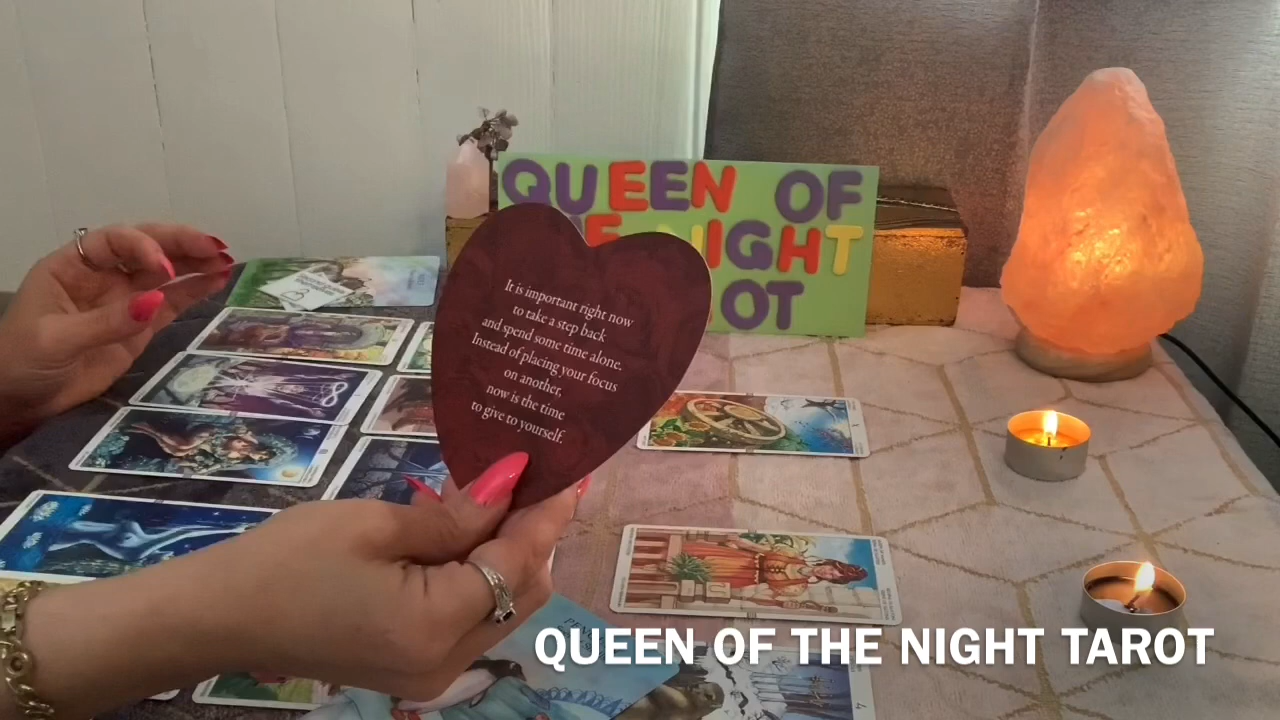 QUEEN OF
NIGHT
OT
It is important right now
to take a step back
and spend some time alone.
Instead of placing your focus
on another,
now is the time
to give to yourself.
QUEEN OF THE NIGHT TAROT